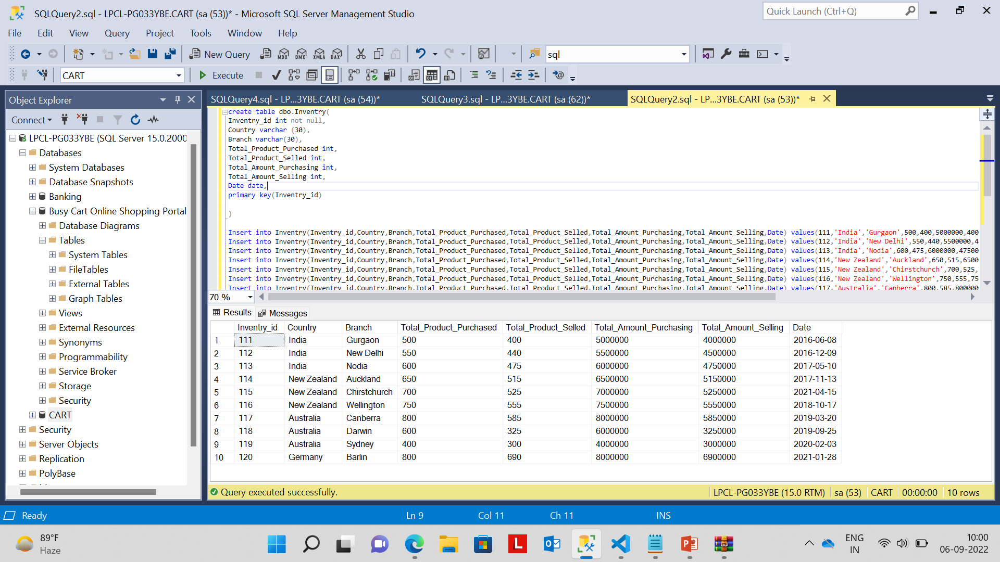 SQLQuery2.sql - LPCL-PG033YBE.CART (sa (53))* - Microsoft SQL Server Management Studio
Quick Launch (Ctrl+Q)
File Edit View Query Project Tools Window Help
New Query MDX DMX XMLA DAX sql
CART Execute
Object Explorer
Connect
LPCL-PG033YBE (SQL Server 15.0.2000
Databases
System Databases
Database Snapshots
Banking
Busy Cart Online Shopping Portal
Database Diagrams
Tables
System Tables
FileTables
External Tables
Graph Tables
Views
External Resources
Synonyms
Programmability
Service Broker
Storage
Security
CART
Security
Server Objects
Replication
PolyBase
SQLQuery4.sql - LP...3YBE.CART (sa (54))* SQLQuery3.sql - LP...3YBE.CART (sa (62))* SQLQuery2.sql - LP...3YBE.CART (sa (53))*
create table dbo.Inventry(
Inventry_id int not null,
Country varchar (30),
Branch varchar(30),
Total_Product_Purchased int,
Total_Product_Selled int,
Total_Amount_Purchasing int,
Total_Amount_Selling int,
Date date,
primary key(Inventry_id)
)
Insert into Inventry(Inventry_id,Country,Branch,Total_Product_Purchased,Total_Product_Selled,Total_Amount_Purchasing,Total_Amount_Selling,Date) values(111,'India','Gurgaon',500,400,5000000,400
Insert into Inventry(Inventry_id,Country,Branch,Total_Product_Purchased,Total_Product_Selled,Total_Amount_Purchasing,Total_Amount_Selling,Date) values(112,'India','New Delhi',550,440,5500000,4
Insert into Inventry(Inventry_id,Country,Branch,Total_Product_Purchased,Total_Product_Selled,Total_Amount_Purchasing,Total_Amount_Selling,Date) values(113,'India','Nodia',600,475,6000000,47500
Insert into Inventry(Inventry_id,Country,Branch,Total_Product_Purchased,Total_Product_Selled,Total_Amount_Purchasing,Total_Amount_Selling,Date) values(114,'New Zealand','Auckland',650,515,6500
Insert into Inventry(Inventry_id,Country,Branch,Total_Product_Purchased,Total_Product_Selled,Total_Amount_Purchasing,Total_Amount_Selling,Date) values(115,'New Zealand','Chirstchurch',700,525,
Insert into Inventry(Inventry_id,Country,Branch,Total_Product_Purchased,Total_Product_Selled,Total_Amount_Purchasing,Total_Amount_Selling,Date) values(116,'New Zealand','Wellington',750,555,750
Insert into Inventry(Inventry_id,Country,Branch,Total_Product_Purchased,Total_Product_Selled,Total_Amount_Purchasing,Total_Amount_Selling,Date) values(117,'Australia','Canberra',800,585,800000
70 %
Results Messages
Inventry_id Country Branch Total_Product_Purchased Total_Product_Selled Total_Amount_Purchasing Total_Amount_Selling Date
1 111 India Gurgaon 500 400 5000000 4000000 2016-06-08
2 112 India New Delhi 550 440 5500000 4500000 2016-12-09
3 113 India Nodia 600 475 6000000 4750000 2017-05-10
4 114 New Zealand Auckland 650 515 6500000 5150000 2017-11-13
5 115 New Zealand Chirstchurch 700 525 7000000 5250000 2021-04-15
6 116 New Zealand Wellington 750 555 7500000 5550000 2018-10-17
7 117 Australia Canberra 800 585 8000000 5850000 2019-03-20
8 118 Australia Darwin 600 325 6000000 3250000 2019-09-25
9 119 Australia Sydney 400 300 4000000 3000000 2020-02-03
10 120 Germany Barlin 800 690 8000000 6900000 2021-01-28
Query executed successfully. LPCL-PG033YBE (15.0 RTM) sa (53) CART 00:00:00 10 rows
Ready Ln 9 Col 11 Ch 11 INS
89°F
Haze
L
ENG
IN
10:00
06-09-2022